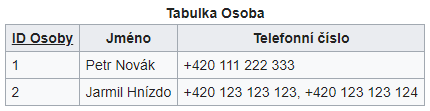 Tabulka Osoba
ID Osoby Jméno Telefonní číslo
1 Petr Novák +420 111 222 333
2 Jarmil Hnízdo +420 123 123 123, +420 123 123 124